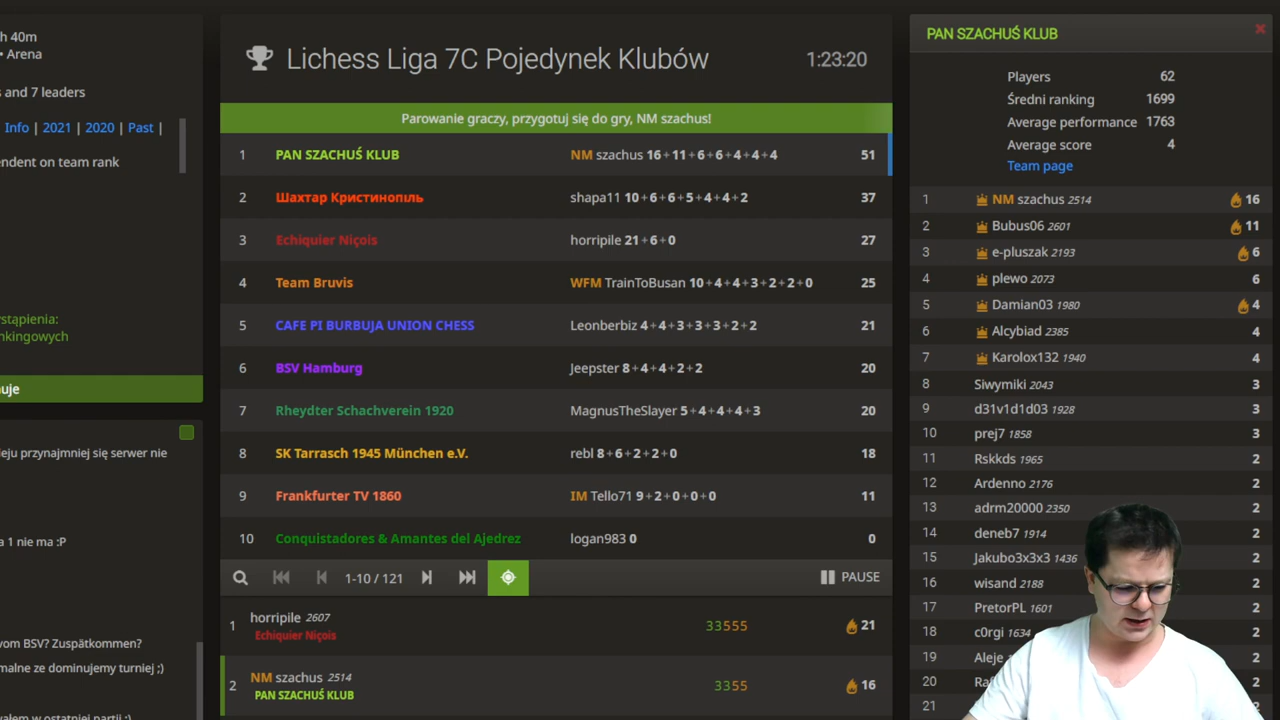 h 40m
• Arena
s and 7 leaders
Info | 2021 | 2020 | Past |
endent on team rank
stąpienia:
nkingowych
uje
eju przynajmniej się serwer nie
a 1 nie ma :P
vom BSV? Zuspätkommen?
malne ze dominujemy turniej ;)
ałem w ostatniej partii :)
Lichess Liga 7C Pojedynek Klubów 1:23:20
Parowanie graczy, przygotuj się do gry, NM szachus!
1 PAN SZACHUŚ KLUB NM szachus 16+11+6+6+4+4+4 51
2 Шахтар Кристинопіль shapa11 10+6+6+5+4+4+2 37
3 Echiquier Niçois horripile 21+6+0 27
4 Team Bruvis WFM TrainToBusan 10+4+4+3+2+2+0 25
5 CAFE PI BURBUJA UNION CHESS Leonberbiz 4+4+3+3+3+2+2 21
6 BSV Hamburg Jeepster 8+4+4+2+2 20
7 Rheydter Schachverein 1920 MagnusTheSlayer 5+4+4+4+3 20
8 SK Tarrasch 1945 München e.V. rebl 8+6+2+2+0 18
9 Frankfurter TV 1860 IM Tello71 9+2+0+0+0 11
10 Conquistadores & Amantes del Ajedrez logan983 0 0
1-10 / 121 PAUSE
1 horripile 2607 33555 21
Echiquier Niçois
2 NM szachus 2514 3355 16
PAN SZACHUŚ KLUB
PAN SZACHUŚ KLUB
Players 62
Średni ranking 1699
Average performance 1763
Average score 4
Team page
1 NM szachus 2514 16
2 Bubus06 2601 11
3 e-pluszak 2193 6
4 plewo 2073 6
5 Damian03 1980 4
6 Alcybiad 2385 4
7 Karolox132 1940 4
8 Siwymiki 2043 3
9 d31v1d1d03 1928 3
10 prej7 1858 3
11 Rskkds 1965 2
12 Ardenno 2176 2
13 adrm20000 2350 2
14 deneb7 1914 2
15 Jakubo3x3x3 1436 2
16 wisand 2188 2
17 PretorPL 1601 2
18 c0rgi 1634 2
19 Aleje 2
20 2
21 2